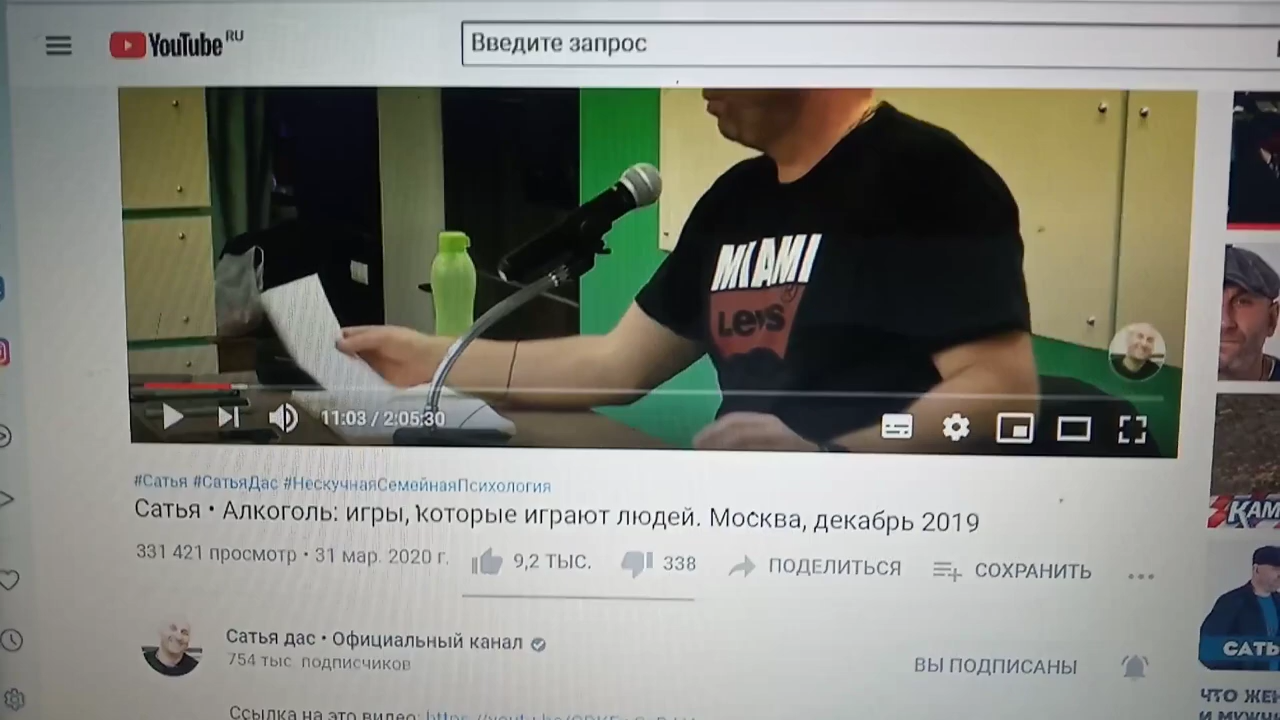 YouTube RU
Введите запрос
MIAMI
Levi's
11:03 / 2:05:30
#Сатья #СатьяДас #НескучнаяСемейнаяПсихология
Сатья • Алкоголь: игры, которые играют людей. Москва, декабрь 2019
331 421 просмотр • 31 мар. 2020 г.
9,2 ТЫС.
338
ПОДЕЛИТЬСЯ
СОХРАНИТЬ
Сатья дас • Официальный канал
754 тыс. подписчиков
ВЫ ПОДПИСАНЫ
Ссылка на это видео:
КАМ
САТЬ
ЧТО ЖЕН
И МУЖЧ